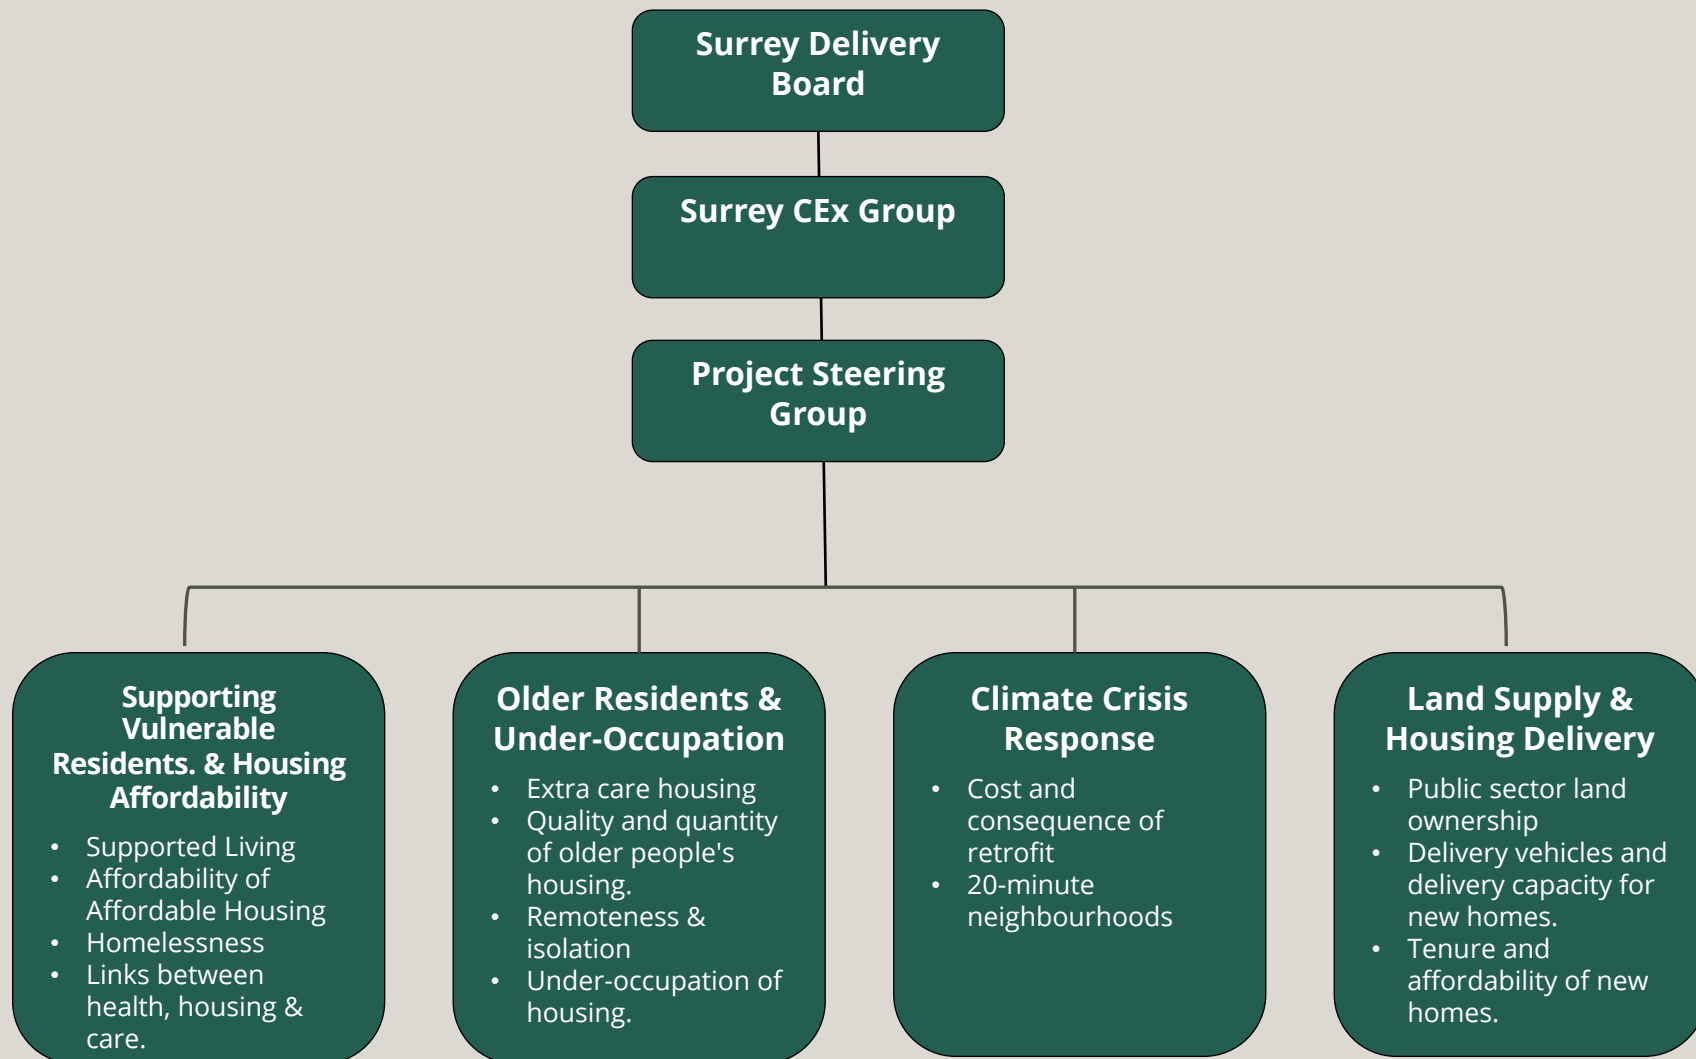 Surrey Delivery
Board
Surrey CEx Group
Project Steering
Group
Supporting
Vulnerable
Residents. & Housing
Affordability
• Supported Living
• Affordability of
Affordable Housing
• Homelessness
• Links between
health, housing &
care.
Older Residents &
Under-Occupation
• Extra care housing
• Quality and quantity
of older people's
housing.
• Remoteness &
isolation
• Under-occupation of
housing.
Climate Crisis
Response
• Cost and
consequence of
retrofit
• 20-minute
neighbourhoods
Land Supply &
Housing Delivery
• Public sector land
ownership
• Delivery vehicles and
delivery capacity for
new homes.
• Tenure and
affordability of new
homes.